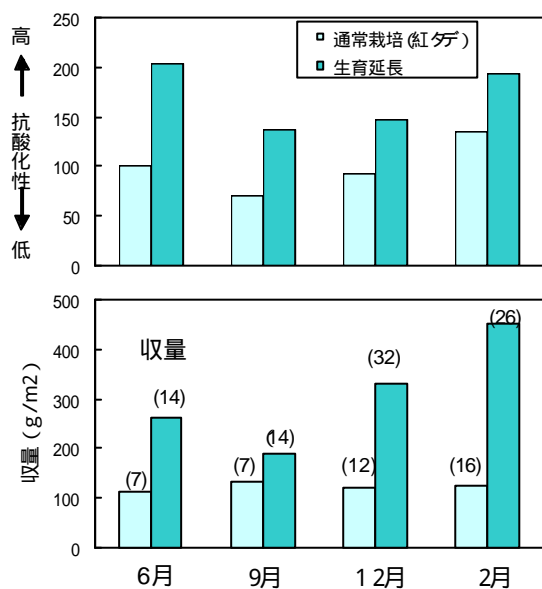 高
抗酸化性
低
250
200
150
100
50
0
通常栽培(紅タデ)
生育延長
500
400
300
200
100
0
収量(g/m2)
収量
(7)
(14)
(7)
(14)
(12)
(32)
(16)
(26)
6月
9月
12月
2月